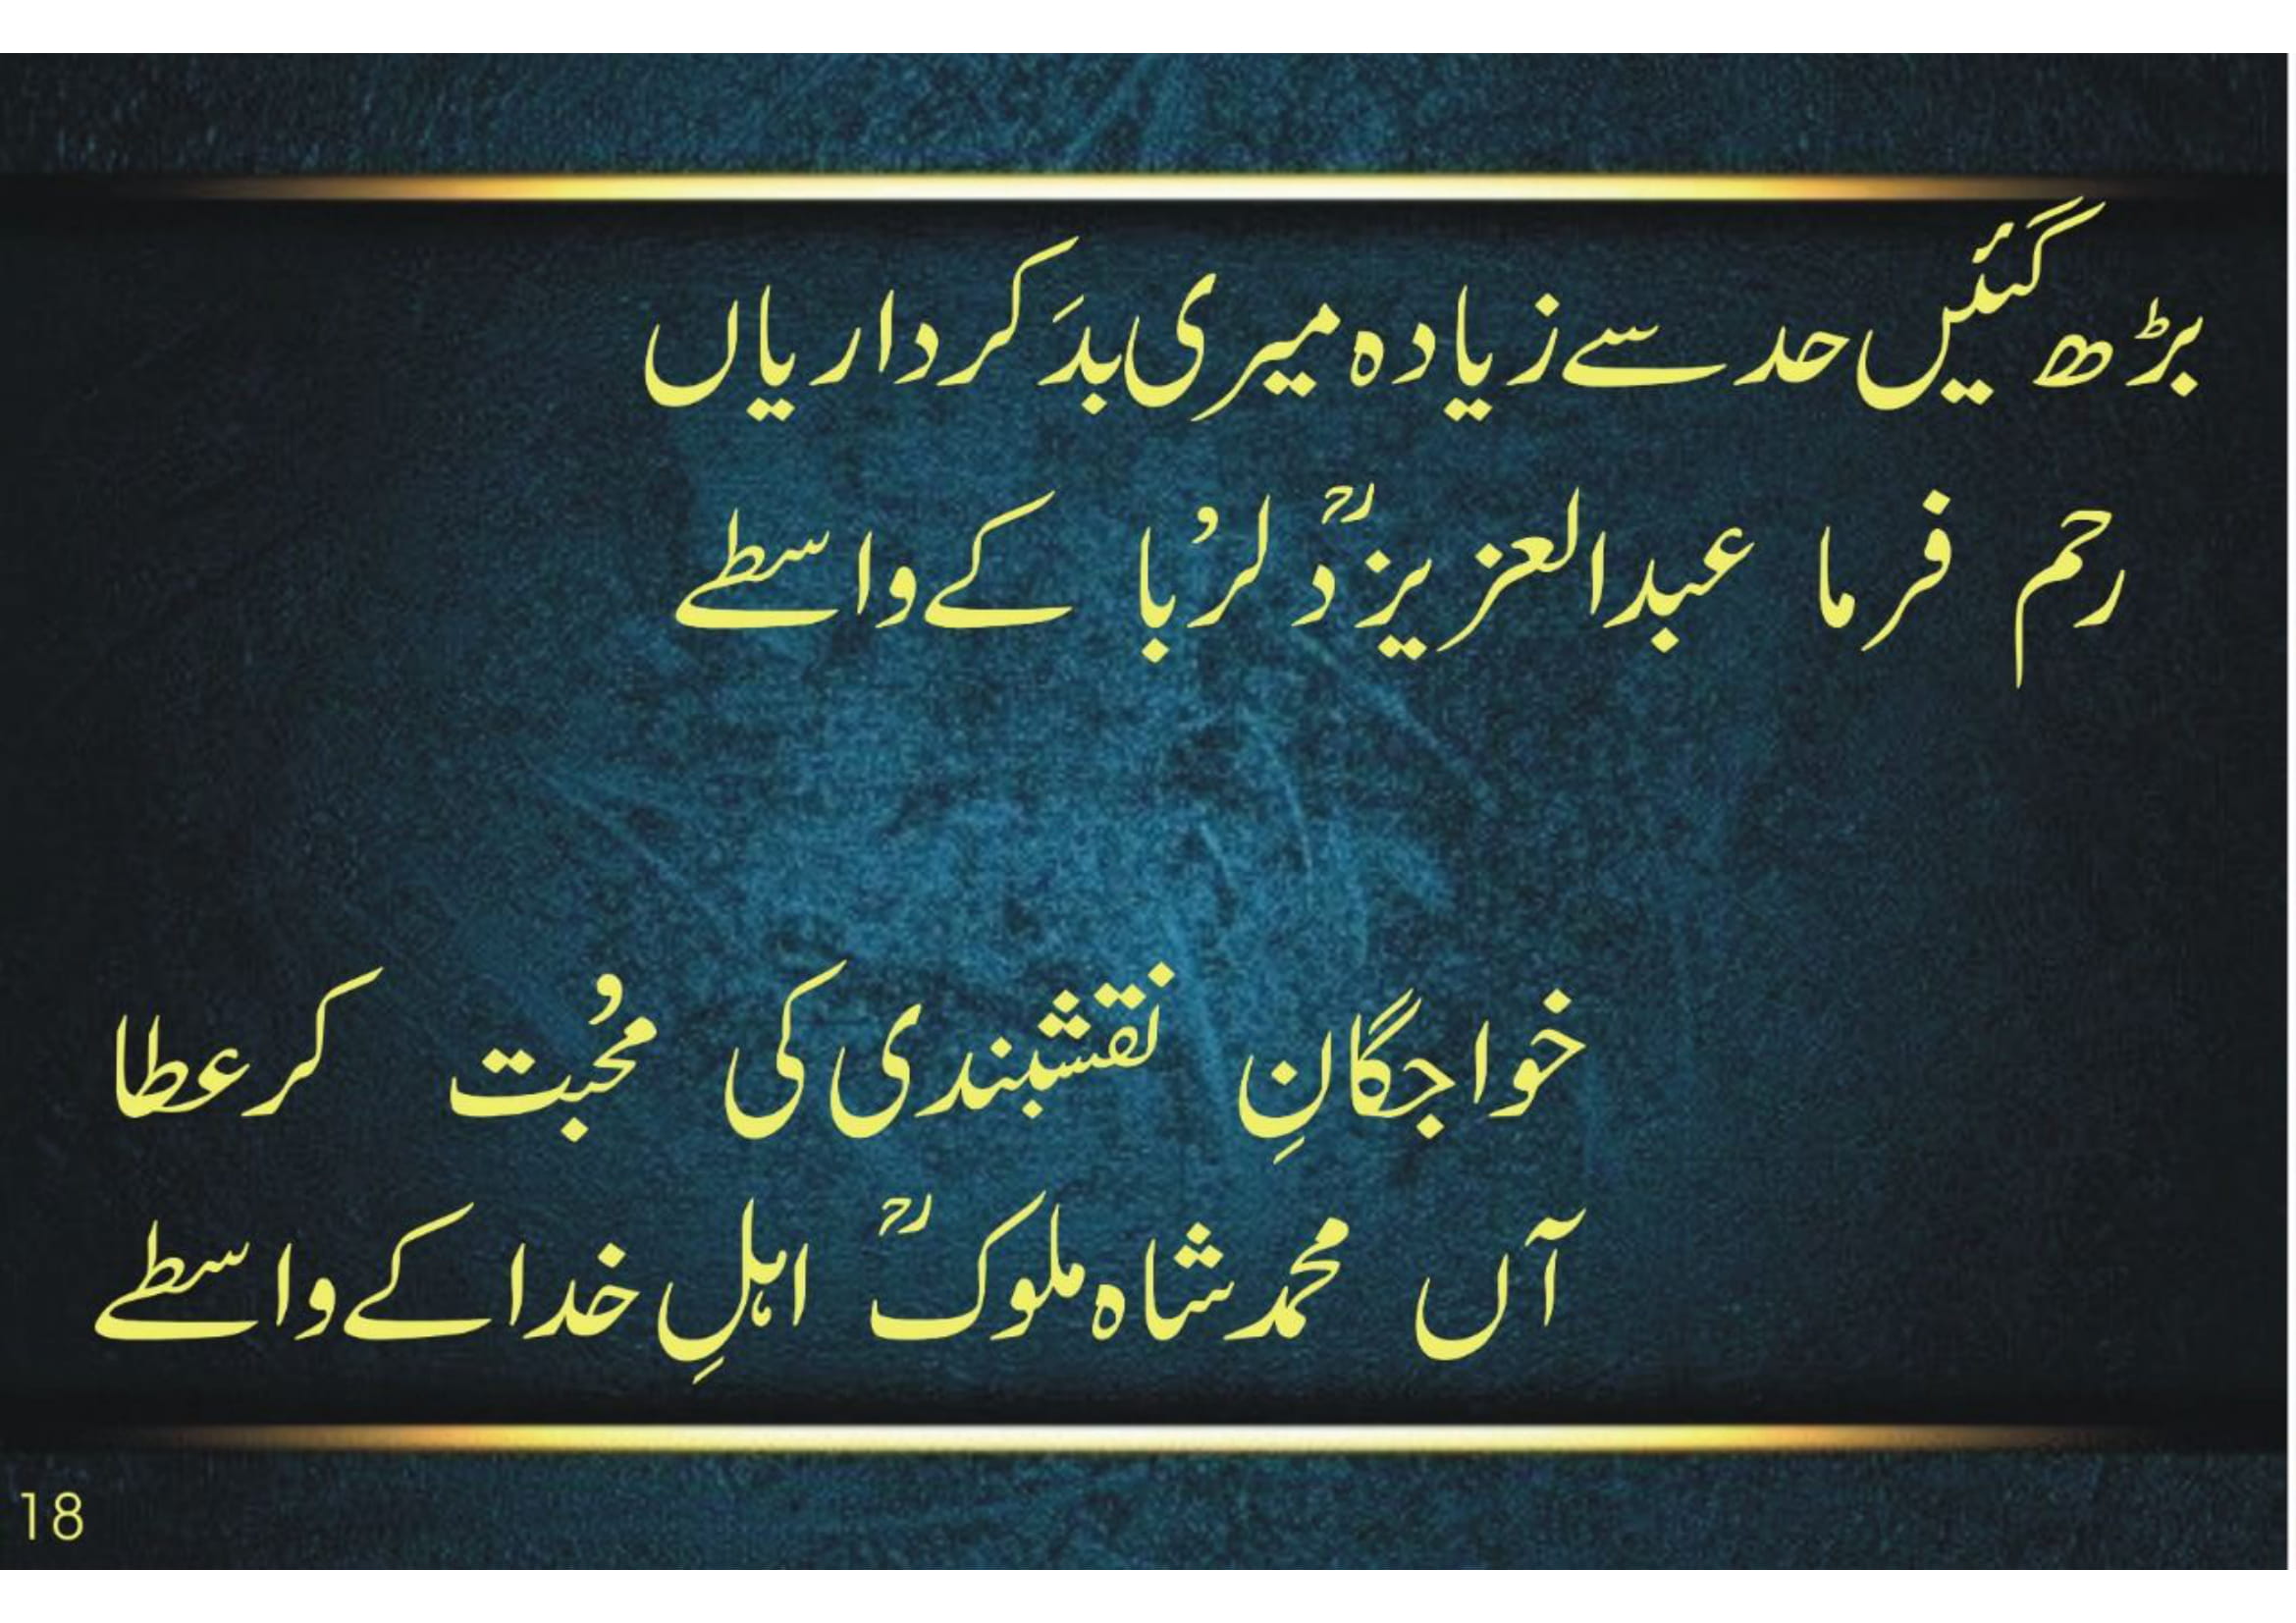 بڑھ گئیں حد سے زیادہ میری بدَکرداریاں
رحم فرما عبدالعزیزؒ دلرُبا کے واسطے
خواجگانِ نقشبندی کی محُبت کر عطا
آں محمد شاہ ملوکؒ اہلِ خدا کے واسطے
18